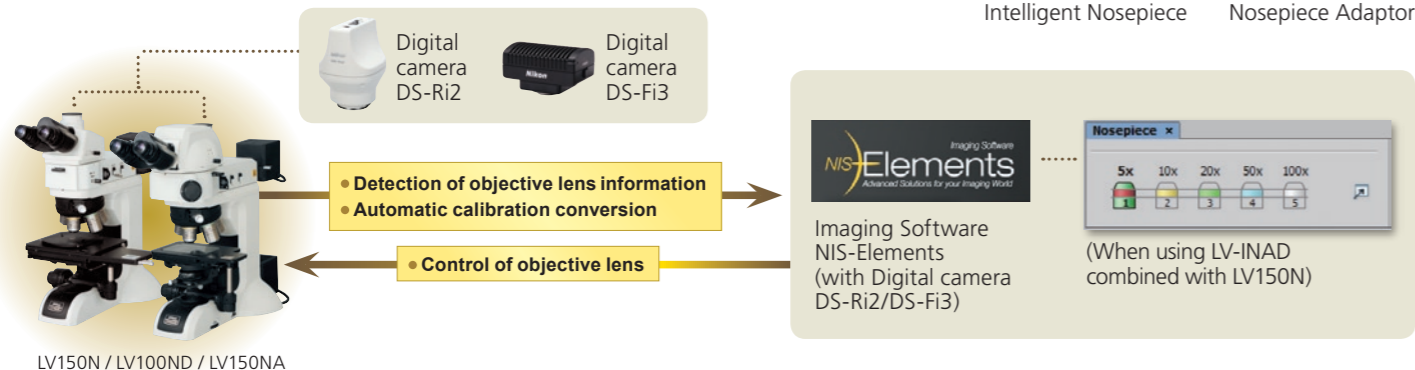 Intelligent Nosepiece
Nosepiece Adaptor
Digital
camera
DS-Ri2
Nikon
Digital
camera
DS-Fi3
• Detection of objective lens information
• Automatic calibration conversion
• Control of objective lens
Imaging Software
NIS-Elements
Advanced Solutions for your Imaging World
Imaging Software
NIS-Elements
(with Digital camera
DS-Ri2/DS-Fi3)
Nosepiece ×
5x 10x 20x 50x 100x
1 2 3 4 5
(When using LV-INAD
combined with LV150N)
LV150N / LV100ND / LV150NA